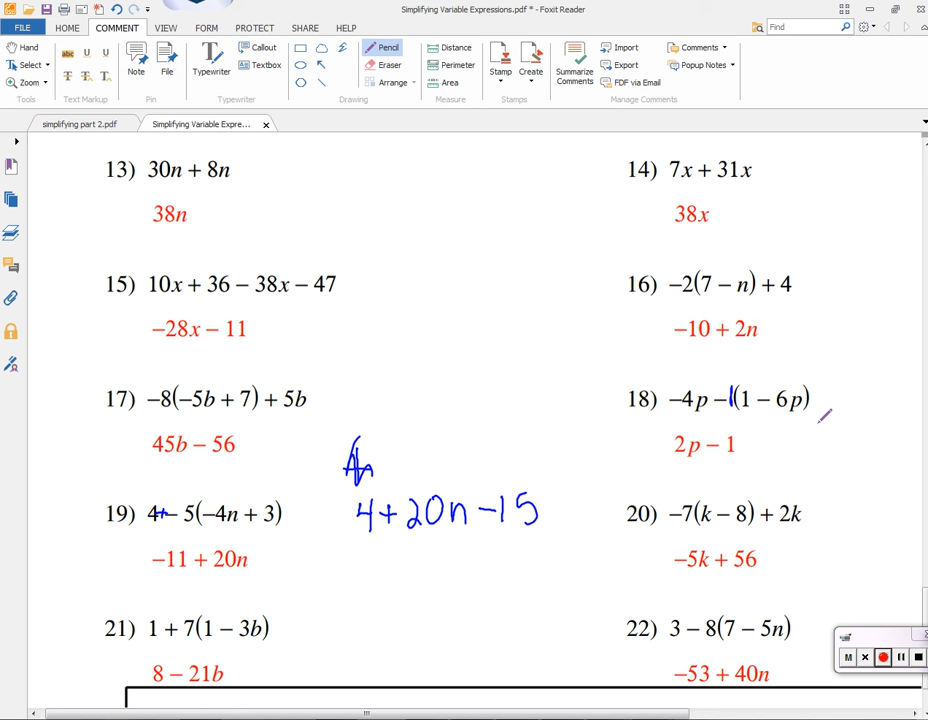 Simplifying Variable Expressions.pdf * - Foxit Reader
FILE HOME COMMENT VIEW FORM PROTECT SHARE HELP Find
Hand Select Zoom Tools
abc U U T T T Text Markup
Note File Pin
Typewriter Callout Textbox Typewriter
Pencil Eraser Arrange Drawing
Distance Perimeter Area Measure
Stamp Create Stamps
Summarize Comments Import Export FDF via Email Comments Popup Notes Manage Comments
simplifying part 2.pdf Simplifying Variable Expre...
13) 30n + 8n
38n
14) 7x + 31x
38x
15) 10x + 36 − 38x − 47
−28x − 11
16) −2(7 − n) + 4
−10 + 2n
17) −8(−5b + 7) + 5b
45b − 56
18) −4p −1(1 − 6p)
2p − 1
19) 4+− 5(−4n + 3)
4+20n−15
−11 + 20n
20) −7(k − 8) + 2k
−5k + 56
21) 1 + 7(1 − 3b)
8 − 21b
22) 3 − 8(7 − 5n)
−53 + 40n
M